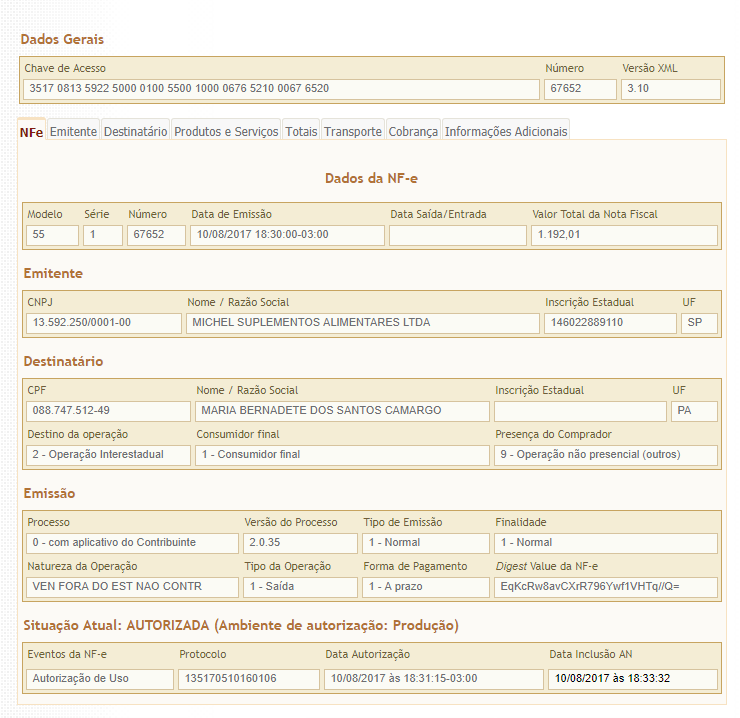 Dados Gerais
Chave de Acesso Número Versão XML
3517 0813 5922 5000 0100 5500 1000 0676 5210 0067 6520 67652 3.10
NFe Emitente Destinatário Produtos e Serviços Totais Transporte Cobrança Informações Adicionais
Dados da NF-e
Modelo Série Número Data de Emissão Data Saída/Entrada Valor Total da Nota Fiscal
55 1 67652 10/08/2017 18:30:00-03:00 1.192,01
Emitente
CNPJ Nome / Razão Social Inscrição Estadual UF
13.592.250/0001-00 MICHEL SUPLEMENTOS ALIMENTARES LTDA 146022889110 SP
Destinatário
CPF Nome / Razão Social Inscrição Estadual UF
088.747.512-49 MARIA BERNADETE DOS SANTOS CAMARGO PA
Destino da operação Consumidor final Presença do Comprador
2 - Operação Interestadual 1 - Consumidor final 9 - Operação não presencial (outros)
Emissão
Processo Versão do Processo Tipo de Emissão Finalidade
0 - com aplicativo do Contribuinte 2.0.35 1 - Normal 1 - Normal
Natureza da Operação Tipo da Operação Forma de Pagamento Digest Value da NF-e
VEN FORA DO EST NAO CONTR 1 - Saída 1 - A prazo EqKcRw8avCXrR796Ywf1VHTq//Q=
Situação Atual: AUTORIZADA (Ambiente de autorização: Produção)
Eventos da NF-e Protocolo Data Autorização Data Inclusão AN
Autorização de Uso 135170510160106 10/08/2017 às 18:31:15-03:00 10/08/2017 às 18:33:32